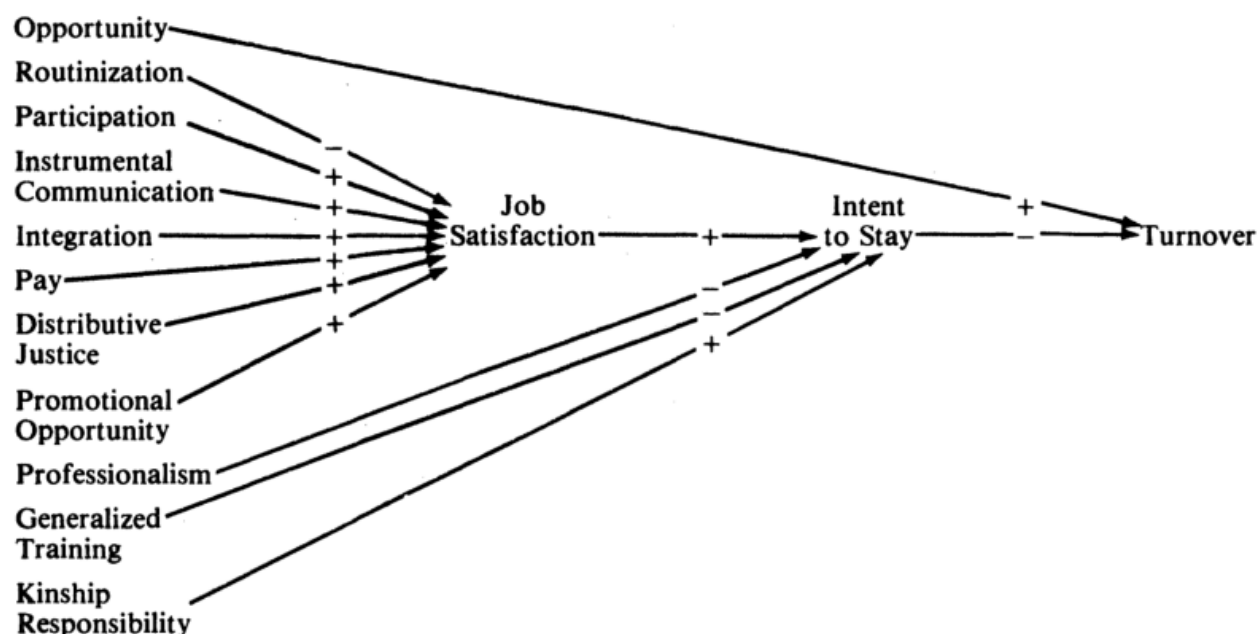 Opportunity
Routinization
Participation
Instrumental
Communication
Integration
Pay
Distributive
Justice
Promotional
Opportunity
Professionalism
Generalized
Training
Kinship
Responsibility
−
+
+
+
+
+
+
Job
Satisfaction
+
−
−
+
Intent
to Stay
+
−
Turnover